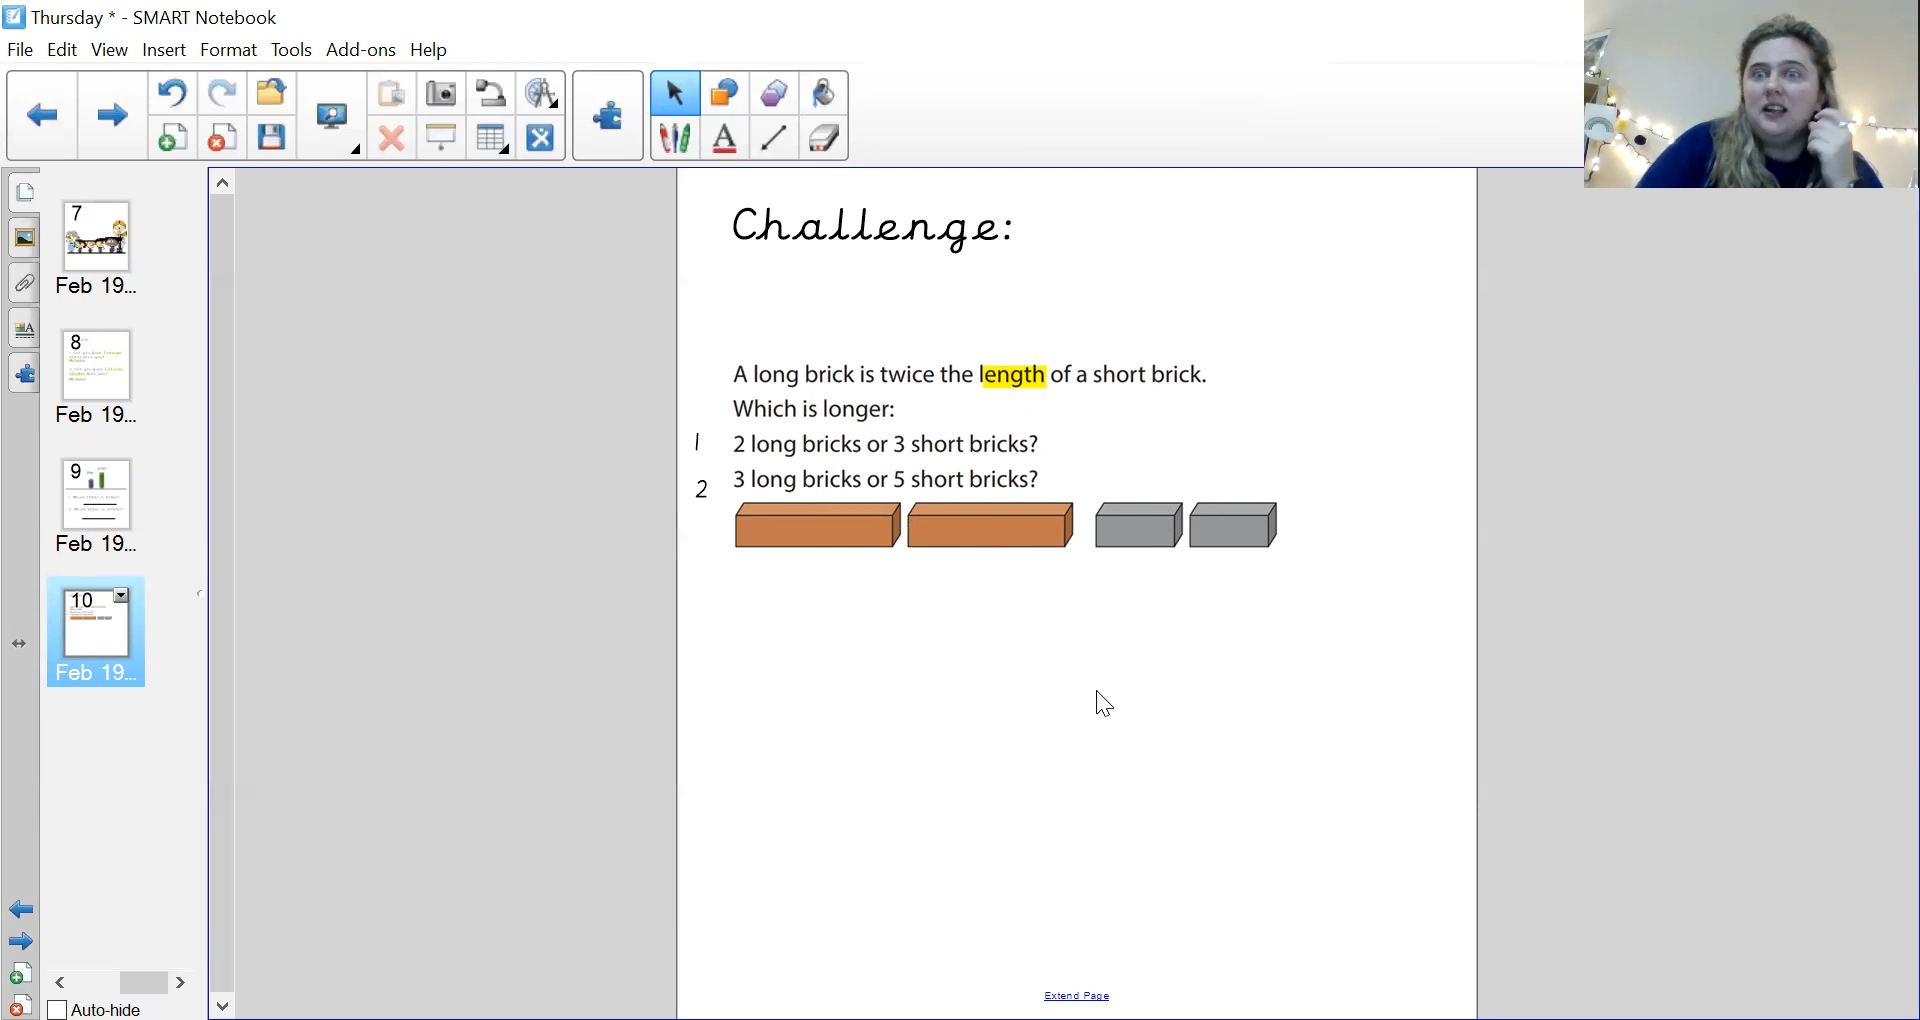 Thursday * - SMART Notebook
File Edit View Insert Format Tools Add-ons Help
7
Feb 19...
8
Feb 19...
9
Feb 19...
10
Feb 19...
Auto-hide
Challenge:
A long brick is twice the length of a short brick.
Which is longer:
1 2 long bricks or 3 short bricks?
2 3 long bricks or 5 short bricks?
Extend Page